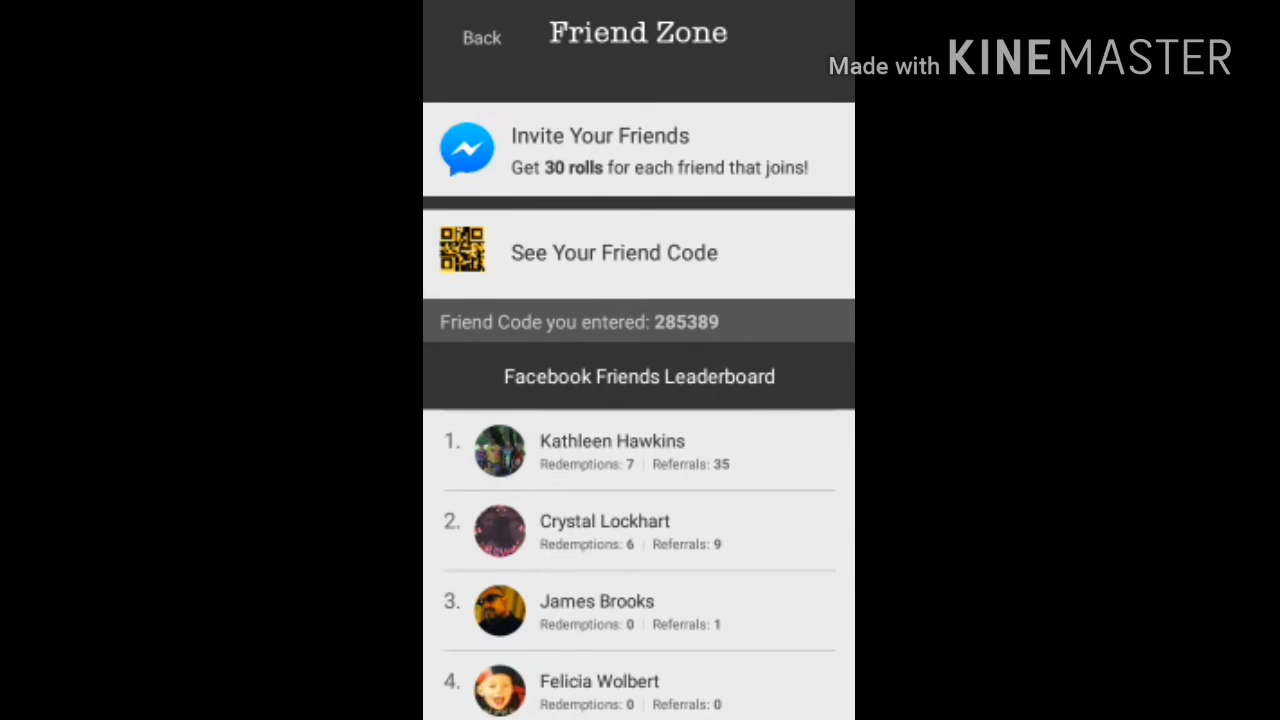 Back
Friend Zone
Made with KINEMASTER
Invite Your Friends
Get 30 rolls for each friend that joins!
See Your Friend Code
Friend Code you entered: 285389
Facebook Friends Leaderboard
1. Kathleen Hawkins
Redemptions: 7 | Referrals: 35
2. Crystal Lockhart
Redemptions: 6 | Referrals: 9
3. James Brooks
Redemptions: 0 | Referrals: 1
4. Felicia Wolbert
Redemptions: 0 | Referrals: 0